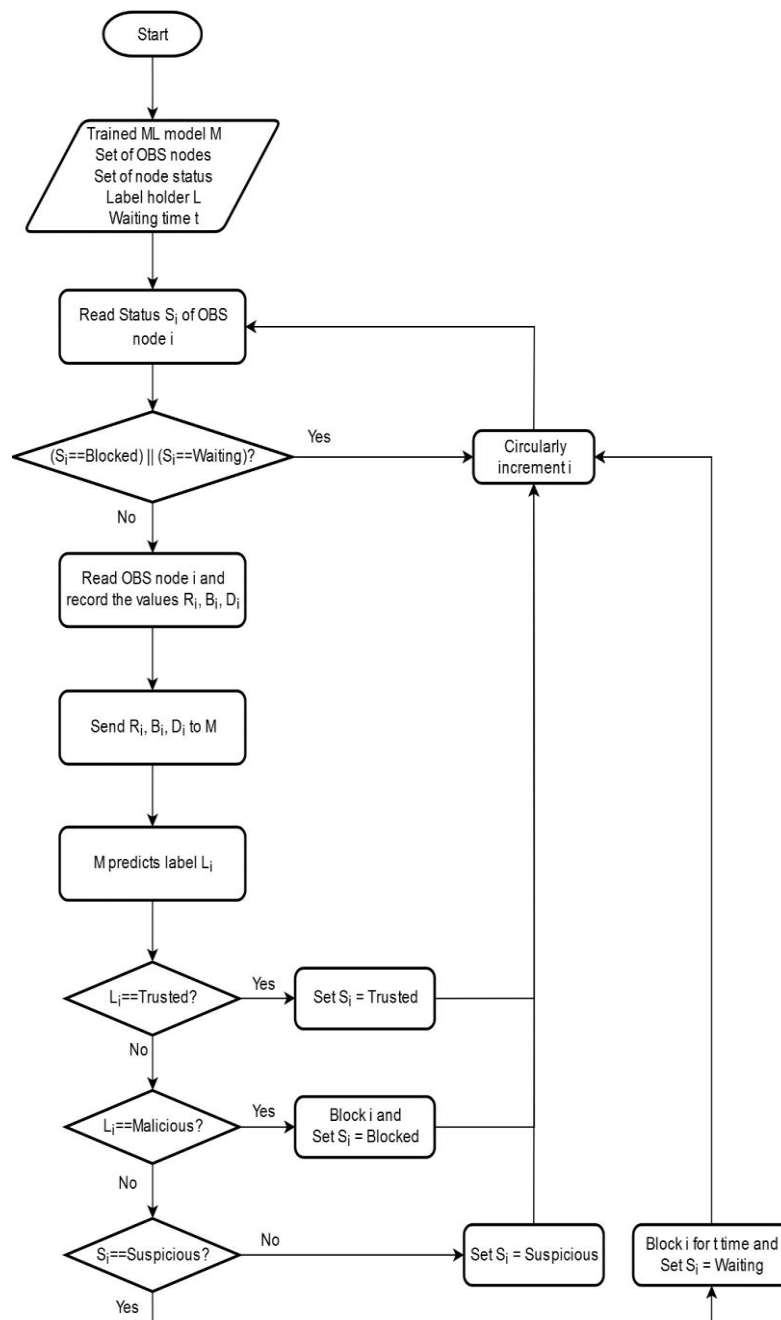 Start
Trained ML model M
Set of OBS nodes
Set of node status
Label holder L
Waiting time t
Read Status Sᵢ of OBS
node i
(Sᵢ==Blocked) || (Sᵢ==Waiting)?
Yes
Circularly
increment i
No
Read OBS node i and
record the values Rᵢ, Bᵢ, Dᵢ
Send Rᵢ, Bᵢ, Dᵢ to M
M predicts label Lᵢ
Lᵢ==Trusted?
Yes
Set Sᵢ = Trusted
No
Lᵢ==Malicious?
Yes
Block i and
Set Sᵢ = Blocked
No
Sᵢ==Suspicious?
No
Set Sᵢ = Suspicious
Block i for t time and
Set Sᵢ = Waiting
Yes